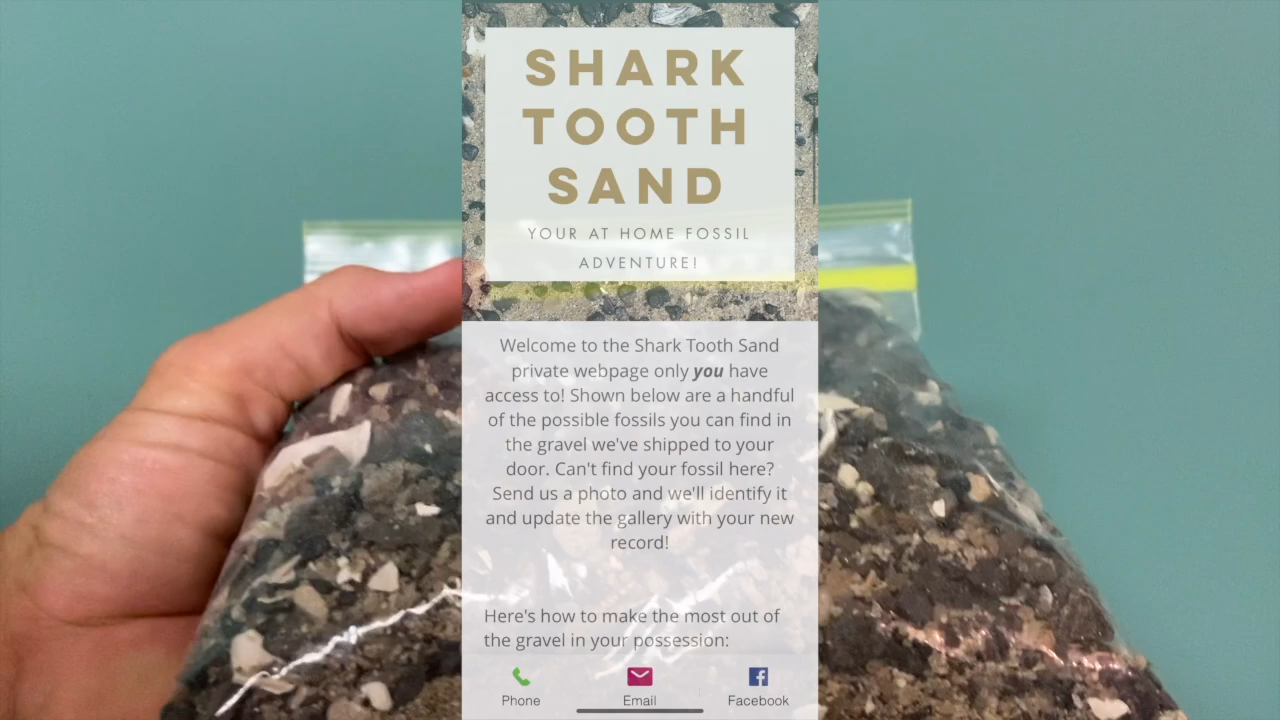 SHARK
TOOTH
SAND
YOUR AT HOME FOSSIL
ADVENTURE!
Welcome to the Shark Tooth Sand
private webpage only you have
access to! Shown below are a handful
of the possible fossils you can find in
the gravel we've shipped to your
door. Can't find your fossil here?
Send us a photo and we'll identify it
and update the gallery with your new
record!
Here's how to make the most out of
the gravel in your possession:
Phone Email Facebook